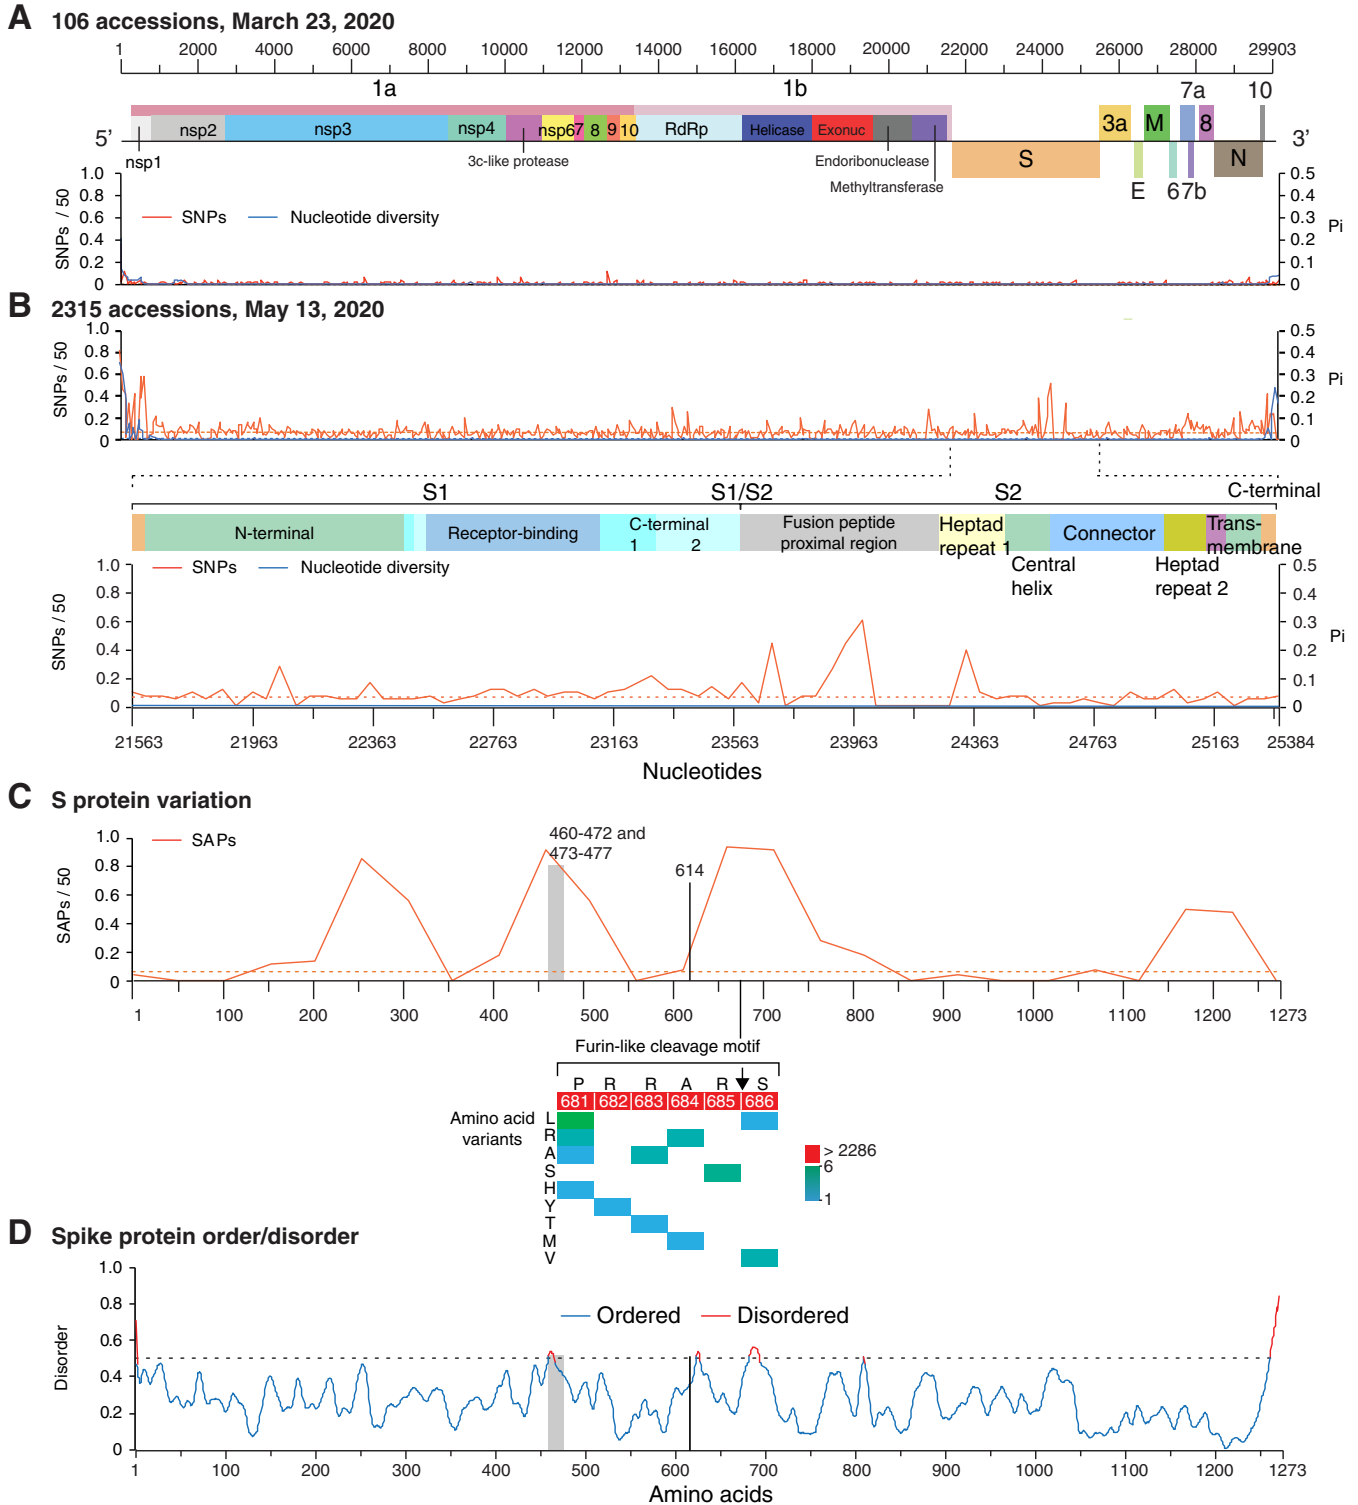 A 106 accessions, March 23, 2020
1 2000 4000 6000 8000 10000 12000 14000 16000 18000 20000 22000 24000 26000 28000 29903
1a 1b 7a 10
5’ nsp2 nsp3 nsp4 nsp6 7 8 9 10 RdRp Helicase Exonuc 3a M 8 3’
nsp1 3c-like protease Endoribonuclease S N
Methyltransferase E 6 7b
1.0 0.5
0.8 0.4
0.6 0.3
0.4 0.2
0.2 0.1
0 0
SNPs / 50
SNPs Nucleotide diversity
Pi
B 2315 accessions, May 13, 2020
1.0 0.5
0.8 0.4
0.6 0.3
0.4 0.2
0.2 0.1
0 0
SNPs / 50
Pi
S1 S1/S2 S2 C-terminal
N-terminal Receptor-binding C-terminal 1 2 Fusion peptide proximal region Heptad repeat 1 Connector Trans-membrane
Central helix Heptad repeat 2
SNPs Nucleotide diversity
1.0 0.5
0.8 0.4
0.6 0.3
0.4 0.2
0.2 0.1
0 0
SNPs / 50
Pi
21563 21963 22363 22763 23163 23563 23963 24363 24763 25163 25384
Nucleotides
C S protein variation
SAPs
460-472 and
473-477
614
1.0
0.8
0.6
0.4
0.2
0
SAPs / 50
1 100 200 300 400 500 600 700 800 900 1000 1100 1200 1273
Furin-like cleavage motif
P R R A R S
681 682 683 684 685 686
Amino acid
variants
L
R
A
S
H
Y
T
M
V
> 2286
6
1
D Spike protein order/disorder
Ordered Disordered
1.0
0.8
0.6
0.4
0.2
0
Disorder
1 100 200 300 400 500 600 700 800 900 1000 1100 1200 1273
Amino acids